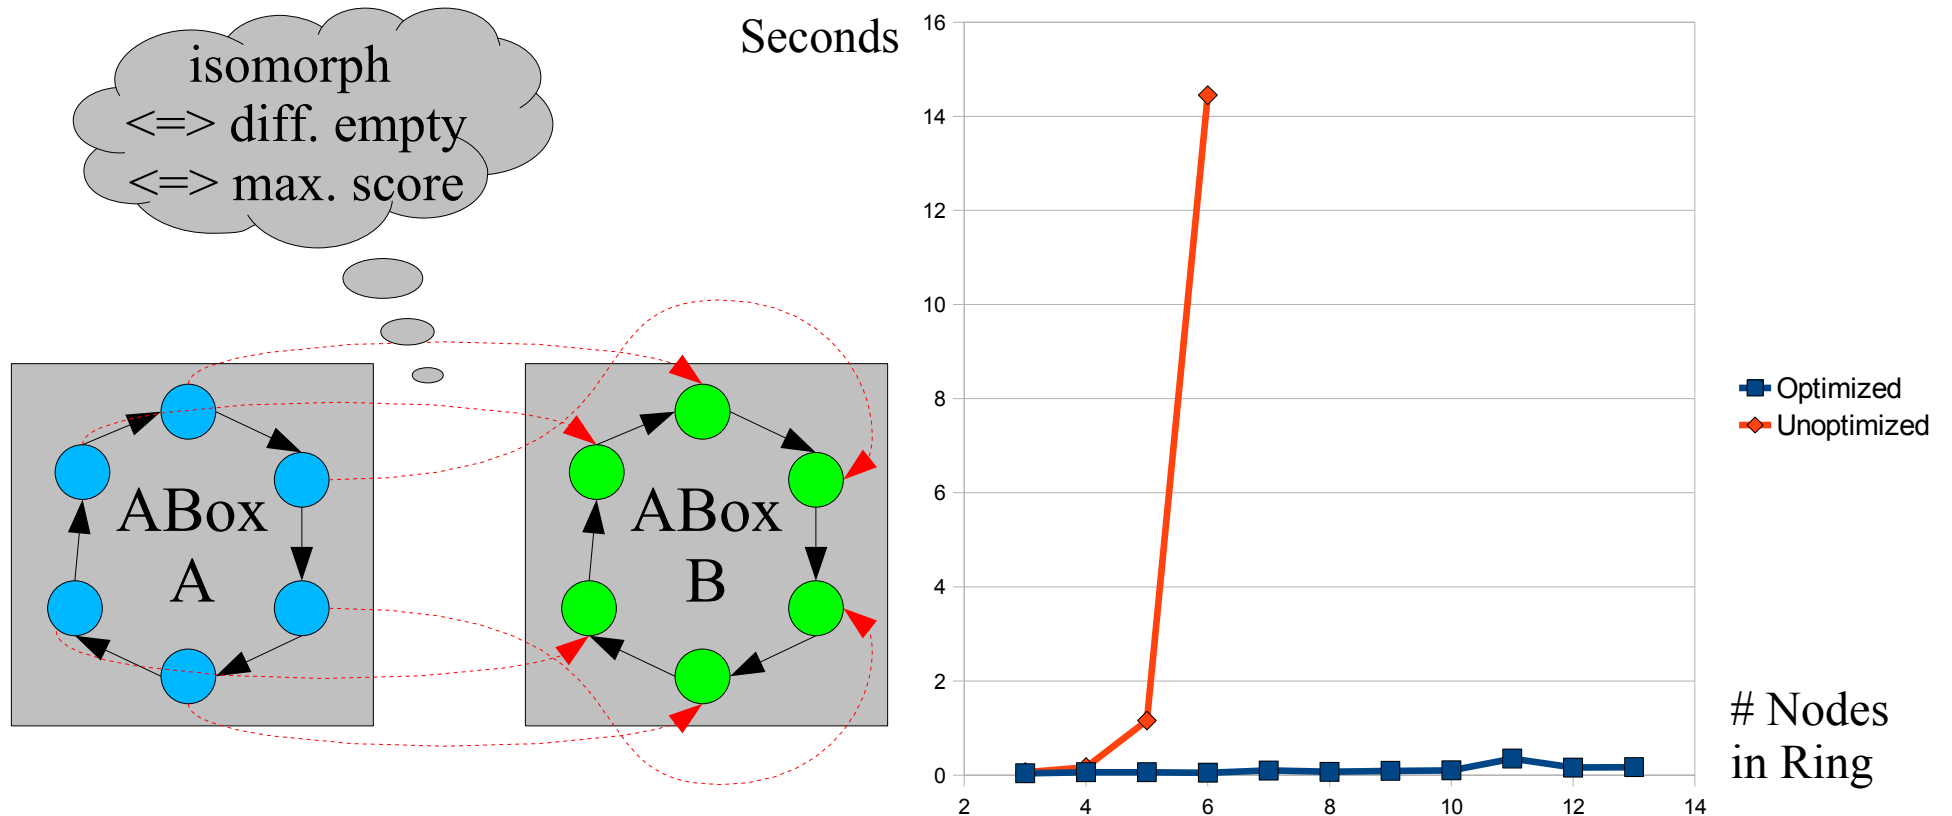 isomorph
<=> diff. empty
<=> max. score
ABox
A
ABox
B
Seconds
16
14
12
10
8
6
4
2
0
2 4 6 8 10 12 14
Optimized
Unoptimized
# Nodes
in Ring